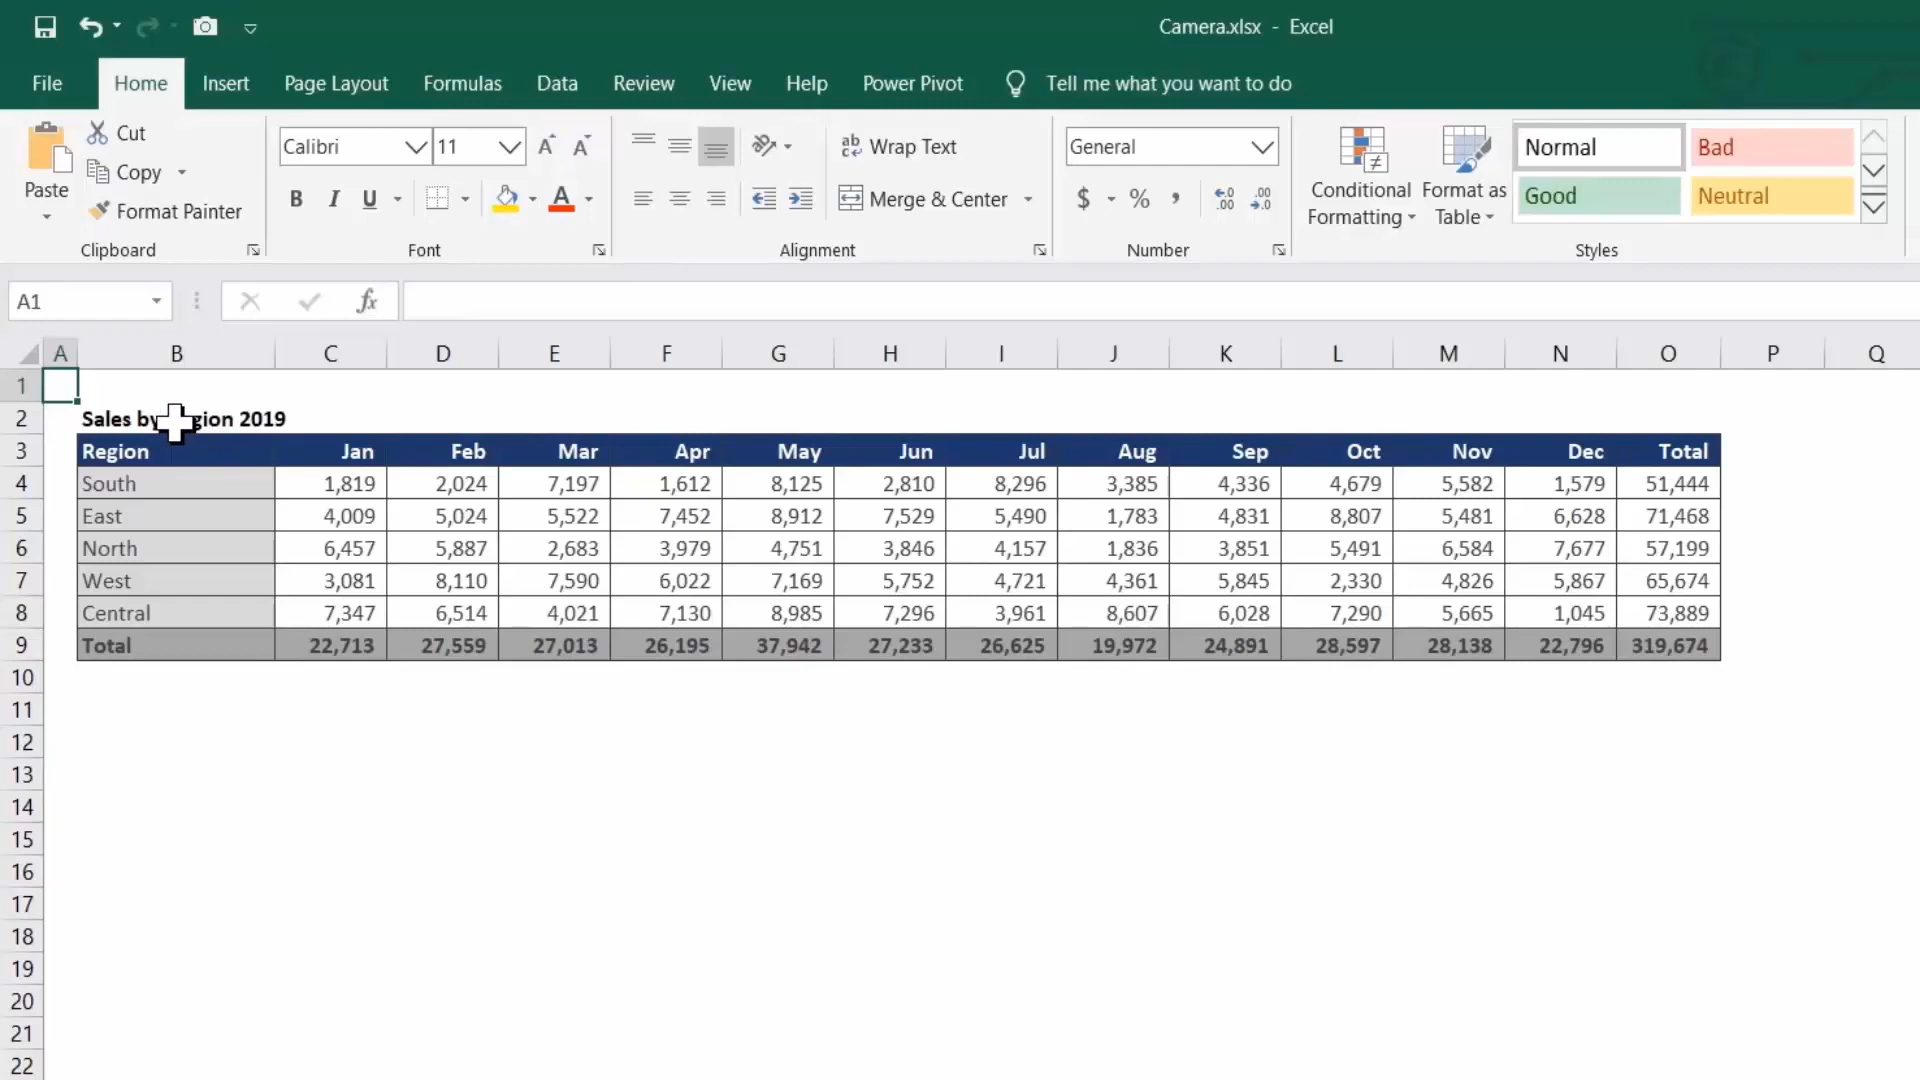 Camera.xlsx - Excel
File Home Insert Page Layout Formulas Data Review View Help Power Pivot Tell me what you want to do
Paste
Cut
Copy
Format Painter
Clipboard
Calibri 11
B I U
Font
Wrap Text
Merge & Center
Alignment
General
$ %
Number
Conditional Formatting
Format as Table
Normal Bad
Good Neutral
Styles
A1 fx
A B C D E F G H I J K L M N O P Q
1
2 Sales by gion 2019
3 Region Jan Feb Mar Apr May Jun Jul Aug Sep Oct Nov Dec Total
4 South 1,819 2,024 7,197 1,612 8,125 2,810 8,296 3,385 4,336 4,679 5,582 1,579 51,444
5 East 4,009 5,024 5,522 7,452 8,912 7,529 5,490 1,783 4,831 8,807 5,481 6,628 71,468
6 North 6,457 5,887 2,683 3,979 4,751 3,846 4,157 1,836 3,851 5,491 6,584 7,677 57,199
7 West 3,081 8,110 7,590 6,022 7,169 5,752 4,721 4,361 5,845 2,330 4,826 5,867 65,674
8 Central 7,347 6,514 4,021 7,130 8,985 7,296 3,961 8,607 6,028 7,290 5,665 1,045 73,889
9 Total 22,713 27,559 27,013 26,195 37,942 27,233 26,625 19,972 24,891 28,597 28,138 22,796 319,674
10
11
12
13
14
15
16
17
18
19
20
21
22